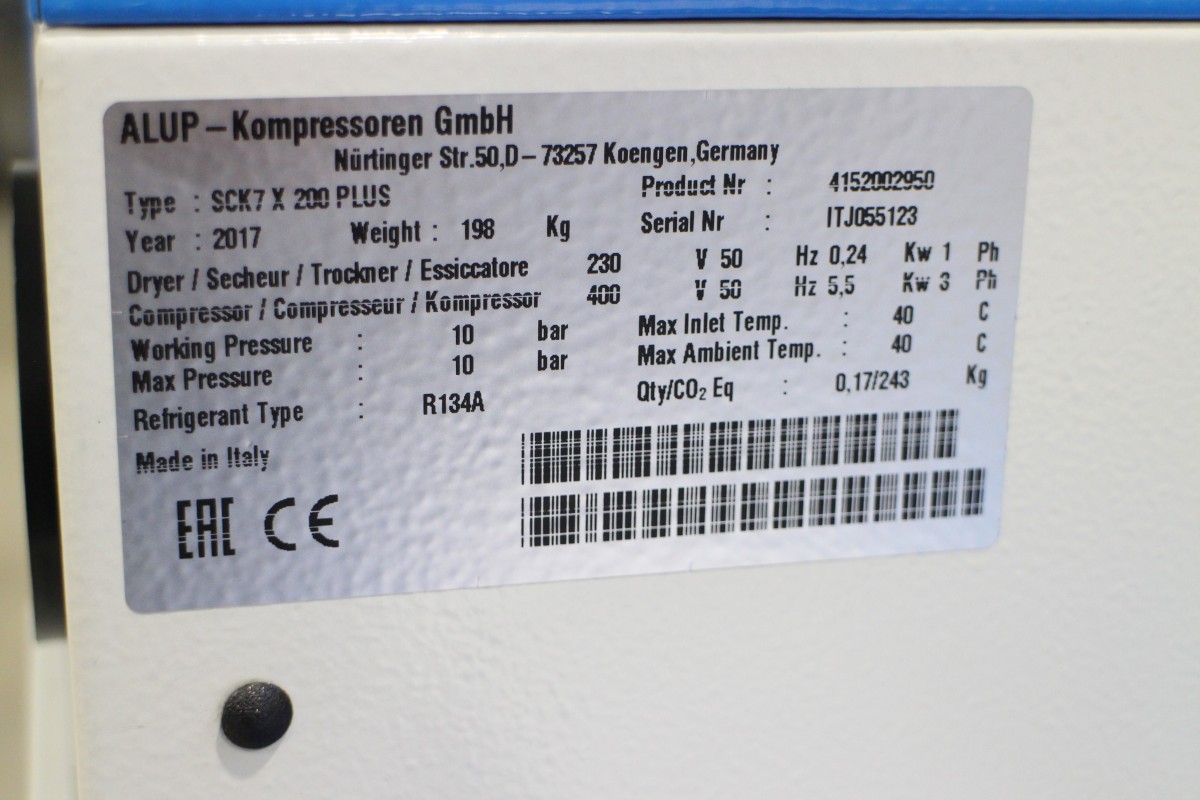 ALUP – Kompressoren GmbH
Nürtinger Str.50,D – 73257 Koengen,Germany
Type : SCK7 X 200 PLUS
Product Nr : 4152002950
Year : 2017 Weight : 198 Kg
Serial Nr : ITJ055123
Dryer / Secheur / Trockner / Essiccatore 230 V 50 Hz 0,24 Kw 1 Ph
Compressor / Compresseur / Kompressor 400 V 50 Hz 5,5 Kw 3 Ph
Working Pressure : 10 bar Max Inlet Temp. : 40 C
Max Pressure : 10 bar Max Ambient Temp. : 40 C
Refrigerant Type : R134A Qty/CO₂ Eq : 0,17/243 Kg
Made in Italy
EAC CE